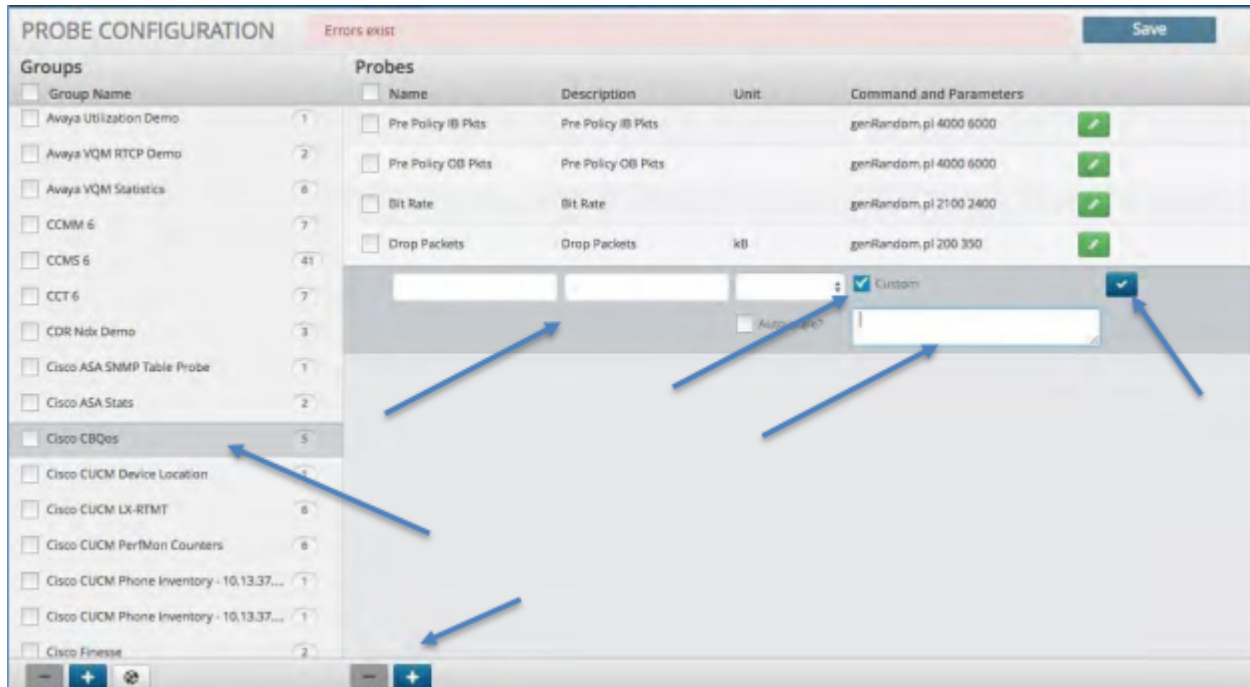 PROBE CONFIGURATION Errors exist Save
Groups Probes
Group Name Name Description Unit Command and Parameters
Avaya Utilization Demo 1
Avaya VQM RTCP Demo 2
Avaya VQM Statistics 6
CCMM 6 7
CCMS 6 41
CCT 6 7
CDR Ndx Demo 3
Cisco ASA SNMP Table Probe 1
Cisco ASA Stats 2
Cisco CBQos 5
Cisco CUCM Device Location
Cisco CUCM LX-RTMT 6
Cisco CUCM PerfMon Counters 6
Cisco CUCM Phone Inventory - 10.13.37.... 1
Cisco CUCM Phone Inventory - 10.13.37.... 1
Cisco Finesse 2
Pre Policy IB Pkts Pre Policy IB Pkts genRandom.pl 4000 6000
Pre Policy OB Pkts Pre Policy OB Pkts genRandom.pl 4000 6000
Bit Rate Bit Rate genRandom.pl 2100 2400
Drop Packets Drop Packets kB genRandom.pl 200 350
Custom